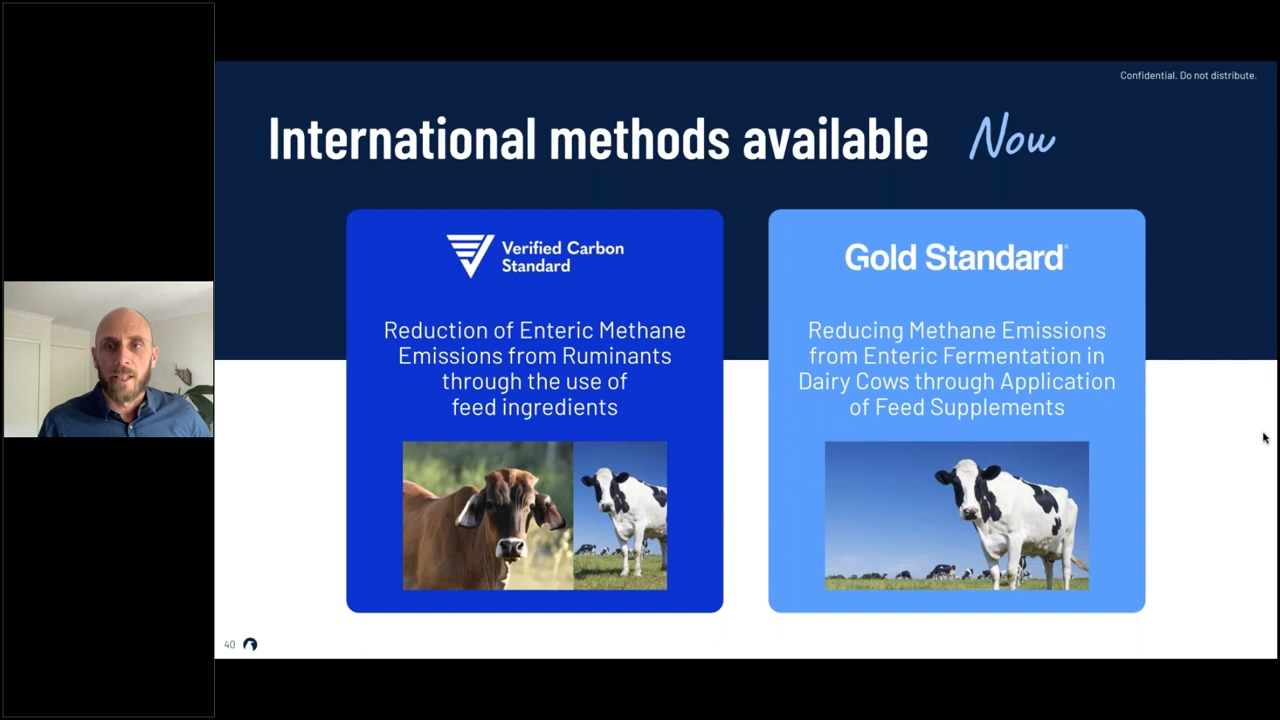 Confidential. Do not distribute.
International methods available Now
Verified Carbon
Standard
Reduction of Enteric Methane
Emissions from Ruminants
through the use of
feed ingredients
Gold Standard®
Reducing Methane Emissions
from Enteric Fermentation in
Dairy Cows through Application
of Feed Supplements
40